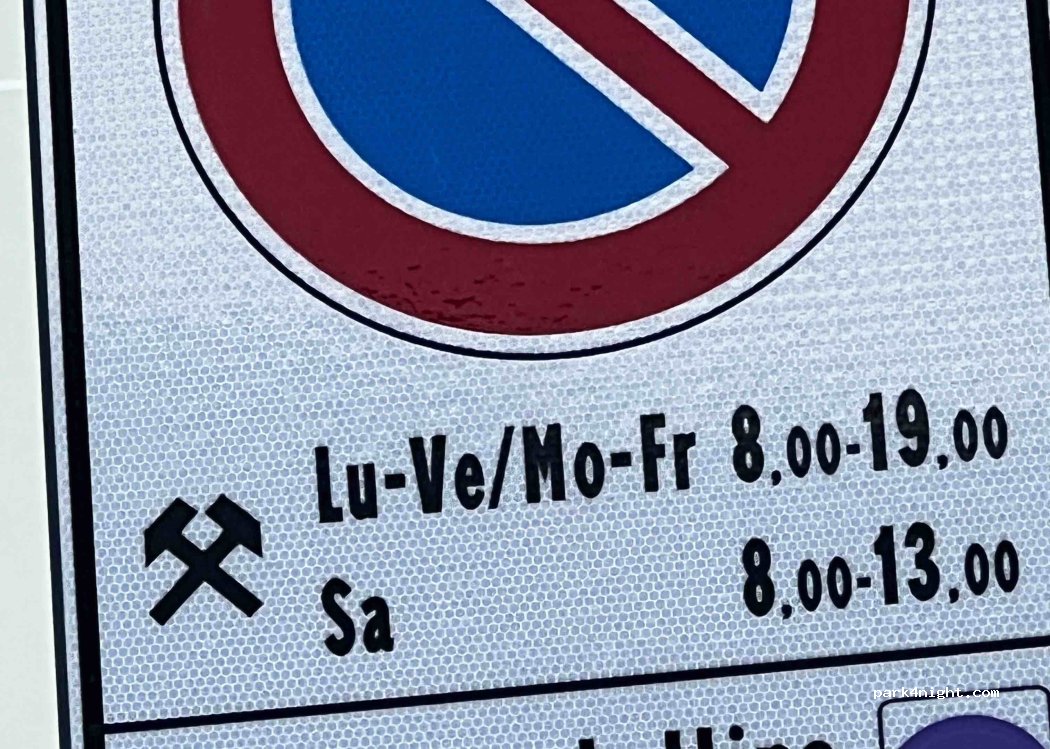 Lu-Ve/Mo-Fr 8.00-19.00
Sa 8.00-13.00
park4night.com